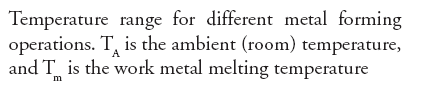 Temperature range for different metal forming
operations. T_A is the ambient (room) temperature,
and T_m is the work metal melting temperature